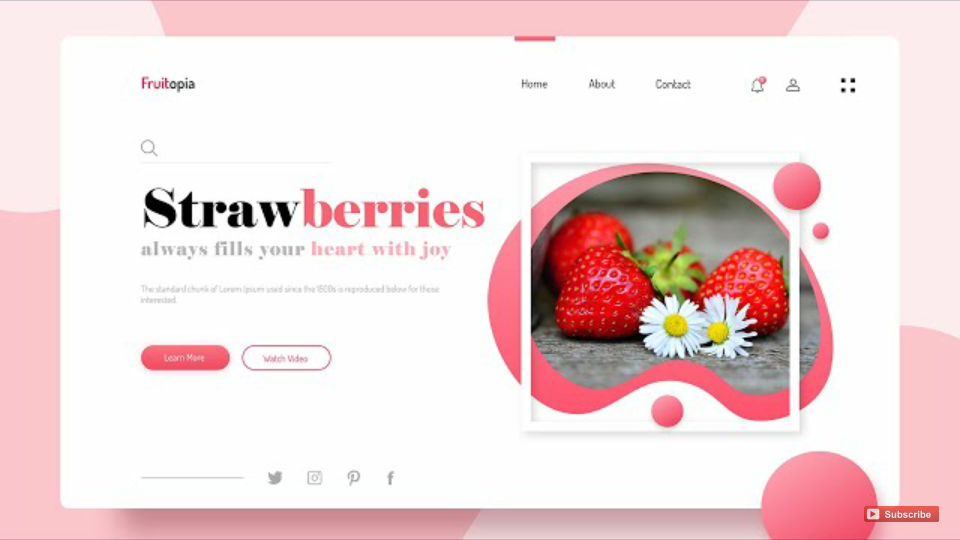 Fruitopia
Home About Contact
Strawberries
always fills your heart with joy
The standard chunk of Lorem Ipsum used since the 1500s is reproduced below for those
interested.
Learn More Watch Video
Subscribe